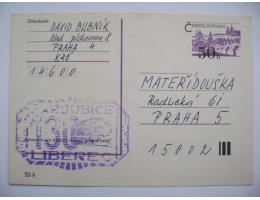 Odesílatel:
DAVID BUBNÍK
Nad pískovnou 8
PRAHA 4
KRČ
14600
ČESKOSLOVENSKO
50h
MATEŘÍDOUŠKA
Radlická 61
PRAHA 5
15002
PARDUBICE
130
LIBEREC
50 h